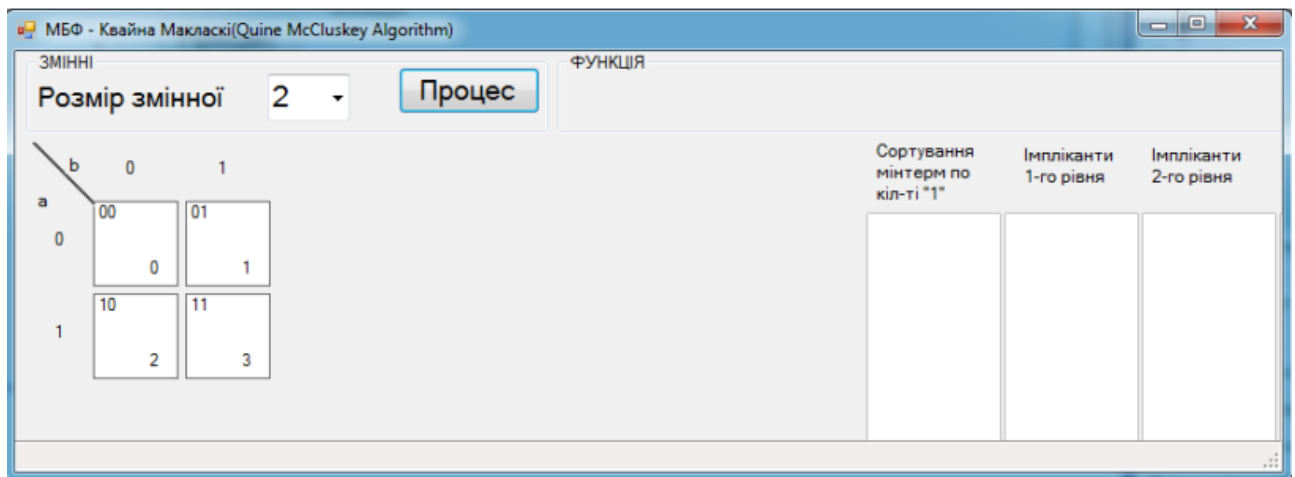 МБФ - Квайна Макласкі(Quine McCluskey Algorithm)
ЗМІННІ
ФУНКЦІЯ
Розмір змінної 2 Процес
b 0 1
a
Сортування мінтерм по кіл-ті "1"
Імпліканти 1-го рівня
Імпліканти 2-го рівня
00 01
0
0 1
10 11
1
2 3